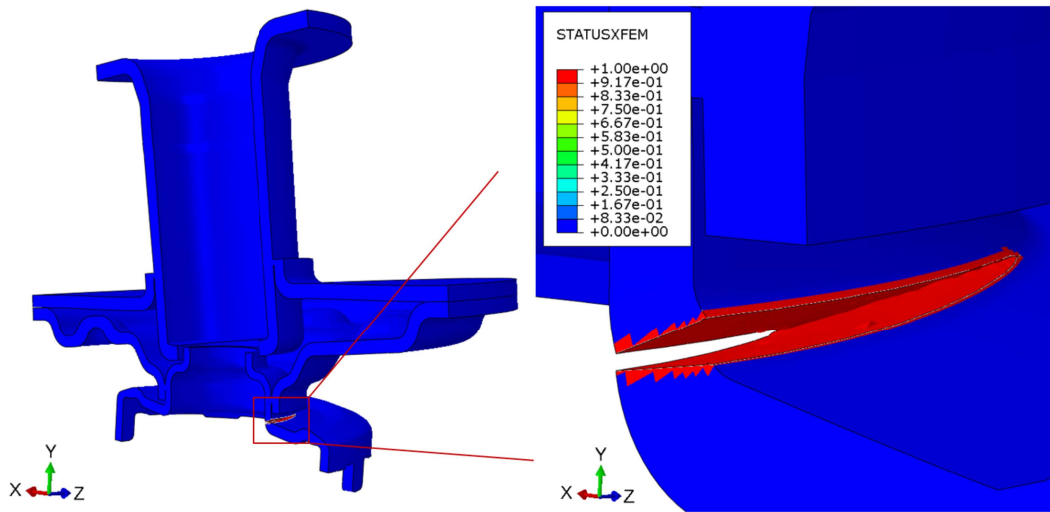 STATUSXFEM
+1.00e+00
+9.17e-01
+8.33e-01
+7.50e-01
+6.67e-01
+5.83e-01
+5.00e-01
+4.17e-01
+3.33e-01
+2.50e-01
+1.67e-01
+8.33e-02
+0.00e+00
Y
X
Z
Y
X
Z